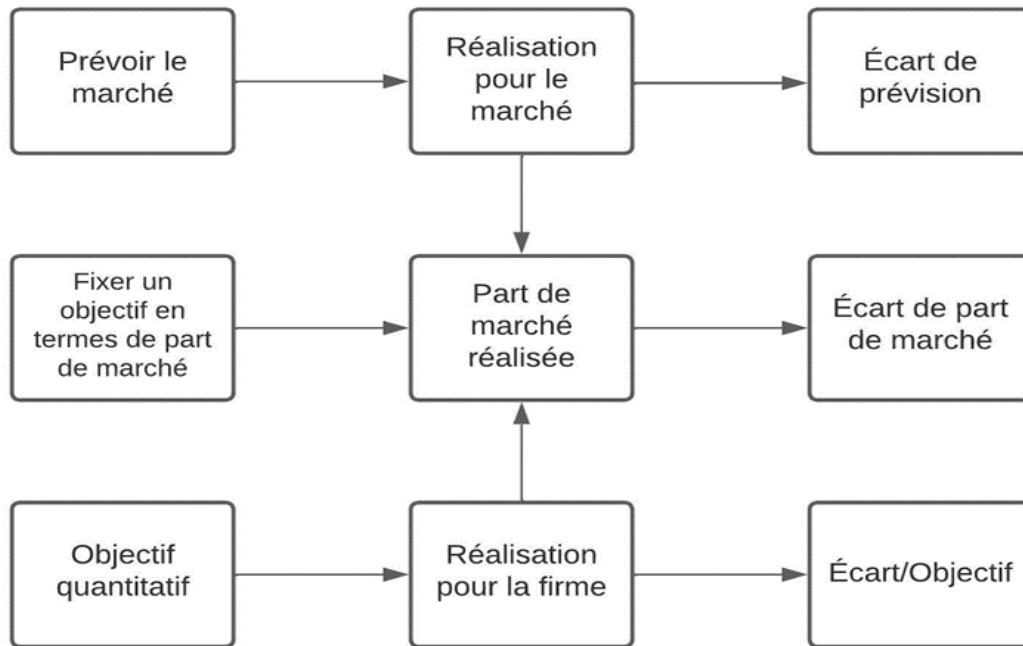 Prévoir le
marché
Réalisation
pour le
marché
Écart de
prévision
Fixer un
objectif en
termes de part
de marché
Part de
marché
réalisée
Écart de part
de marché
Objectif
quantitatif
Réalisation
pour la firme
Écart/Objectif